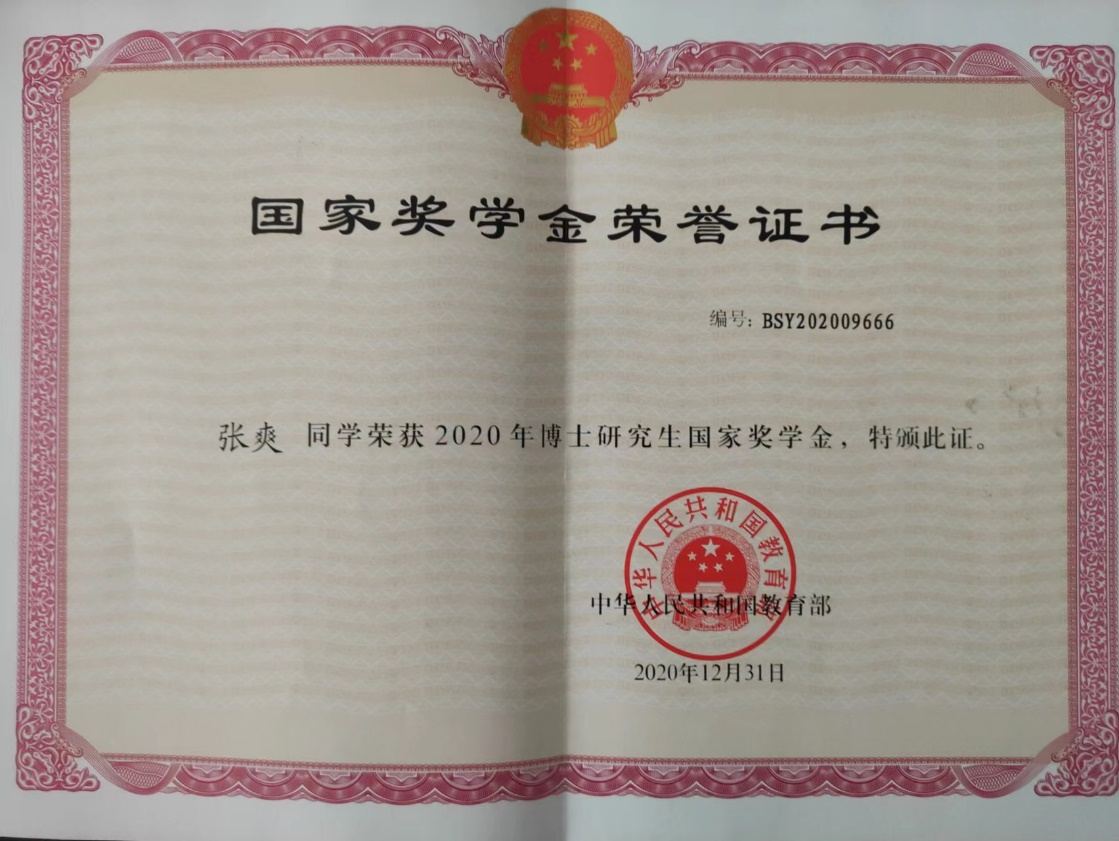 国家奖学金荣誉证书
编号：BSY202009666
张爽 同学荣获2020年博士研究生国家奖学金，特颁此证。
中华人民共和国教育部
中华人民共和国教育部
2020年12月31日